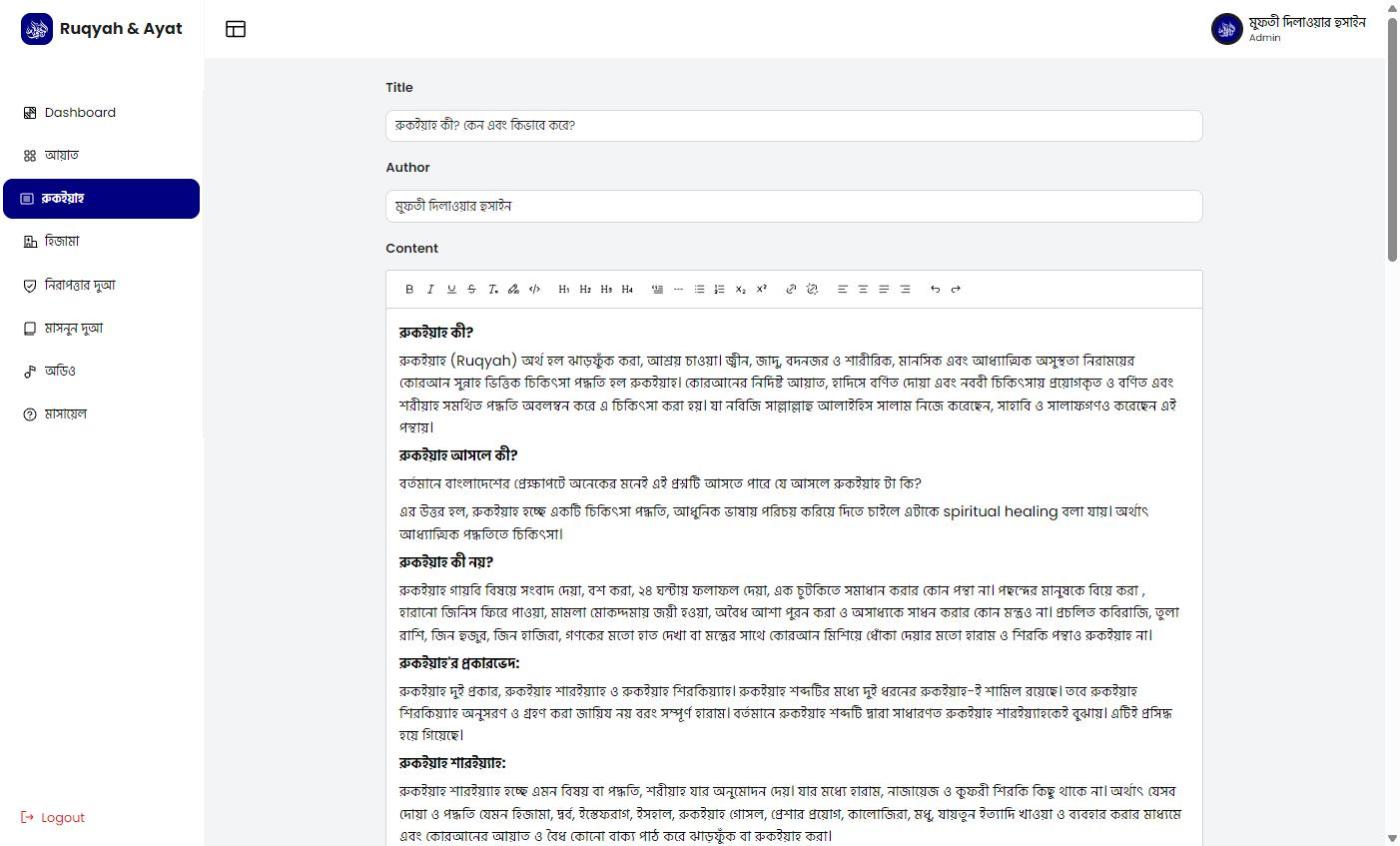 Ruqyah & Ayat
মুফতী দিলাওয়ার হুসাইন
Admin
Dashboard
আয়াত
রুকইয়াহ
হিজামা
নিরাপত্তার দুআ
মাসনুন দুআ
অডিও
মাসায়েল
Logout
Title
রুকইয়াহ কী? কেন এবং কিভাবে করে?
Author
মুফতী দিলাওয়ার হুসাইন
Content
B I U S Tx </> H1 H2 H3 H4 X2 X2
রুকইয়াহ কী?
রুকইয়াহ (Ruqyah) অর্থ হল ঝাড়ফুঁক করা, আশ্রয় চাওয়া। জ্বীন, জাদু, বদনজর ও শারীরিক, মানসিক এবং আধ্যাত্মিক অসুস্থতা নিরাময়ের
কোরআন সুন্নাহ ভিত্তিক চিকিৎসা পদ্ধতি হল রুকইয়াহ। কোরআনের নির্দিষ্ট আয়াত, হাদিসে বর্ণিত দোয়া এবং নববী চিকিৎসায় প্রয়োগকৃত ও বর্ণিত এবং
শরীয়াহ সমর্থিত পদ্ধতি অবলম্বন করে এ চিকিৎসা করা হয়। যা নবিজি সাল্লাল্লাহু আলাইহিস সালাম নিজে করেছেন, সাহাবি ও সালাফগণও করেছেন এই
পন্থায়।
রুকইয়াহ আসলে কী?
বর্তমানে বাংলাদেশের প্রেক্ষাপটে অনেকের মনেই এই প্রশ্নটি আসতে পারে যে আসলে রুকইয়াহ টা কি?
এর উত্তর হল, রুকইয়াহ হচ্ছে একটি চিকিৎসা পদ্ধতি, আধুনিক ভাষায় পরিচয় করিয়ে দিতে চাইলে এটাকে spiritual healing বলা যায়। অর্থাৎ
আধ্যাত্মিক পদ্ধতিতে চিকিৎসা।
রুকইয়াহ কী নয়?
রুকইয়াহ গায়বি বিষয়ে সংবাদ দেয়া, বশ করা, ২৪ ঘন্টায় ফলাফল দেয়া, এক চুটকিতে সমাধান করার কোন পন্থা না। পছন্দের মানুষকে বিয়ে করা ,
হারানো জিনিস ফিরে পাওয়া, মামলা মোকদ্দমায় জয়ী হওয়া, অবৈধ আশা পুরন করা ও অসাধ্যকে সাধন করার কোন মন্ত্রও না। প্রচলিত কবিরাজি, তুলা
রাশি, জিন হুজুর, জিন হাজিরা, গণকের মতো হাত দেখা বা মন্ত্রের সাথে কোরআন মিশিয়ে ধোঁকা দেয়ার মতো হারাম ও শিরকি পন্থাও রুকইয়াহ না।
রুকইয়াহ'র প্রকারভেদ:
রুকইয়াহ দুই প্রকার, রুকইয়াহ শারইয়্যাহ ও রুকইয়াহ শিরকিয়্যাহ। রুকইয়াহ শব্দটির মধ্যে দুই ধরনের রুকইয়াহ-ই শামিল রয়েছে। তবে রুকইয়াহ
শিরকিয়্যাহ অনুসরণ ও গ্রহণ করা জায়িয নয় বরং সম্পূর্ণ হারাম। বর্তমানে রুকইয়াহ শব্দটি দ্বারা সাধারণত রুকইয়াহ শারইয়্যাহকেই বুঝায়। এটিই প্রসিদ্ধ
হয়ে গিয়েছে।
রুকইয়াহ শারইয়্যাহ:
রুকইয়াহ শারইয়্যাহ হচ্ছে এমন বিষয় বা পদ্ধতি, শরীয়াহ যার অনুমোদন দেয়। যার মধ্যে হারাম, নাজায়েজ ও কুফরী শিরকি কিছু থাকে না। অর্থাৎ যেসব
দোয়া ও পদ্ধতি যেমন হিজামা, দ্বর্ব, ইস্তেফরাগ, ইসহাল, রুকইয়াহ গোসল, প্রেশার প্রয়োগ, কালোজিরা, মধু, যায়তুন ইত্যাদি খাওয়া ও ব্যবহার করার মাধ্যমে
এবং কোরআনের আয়াত ও বৈধ কোনো বাক্য পাঠ করে ঝাড়ফুঁক বা রুকইয়াহ করা।